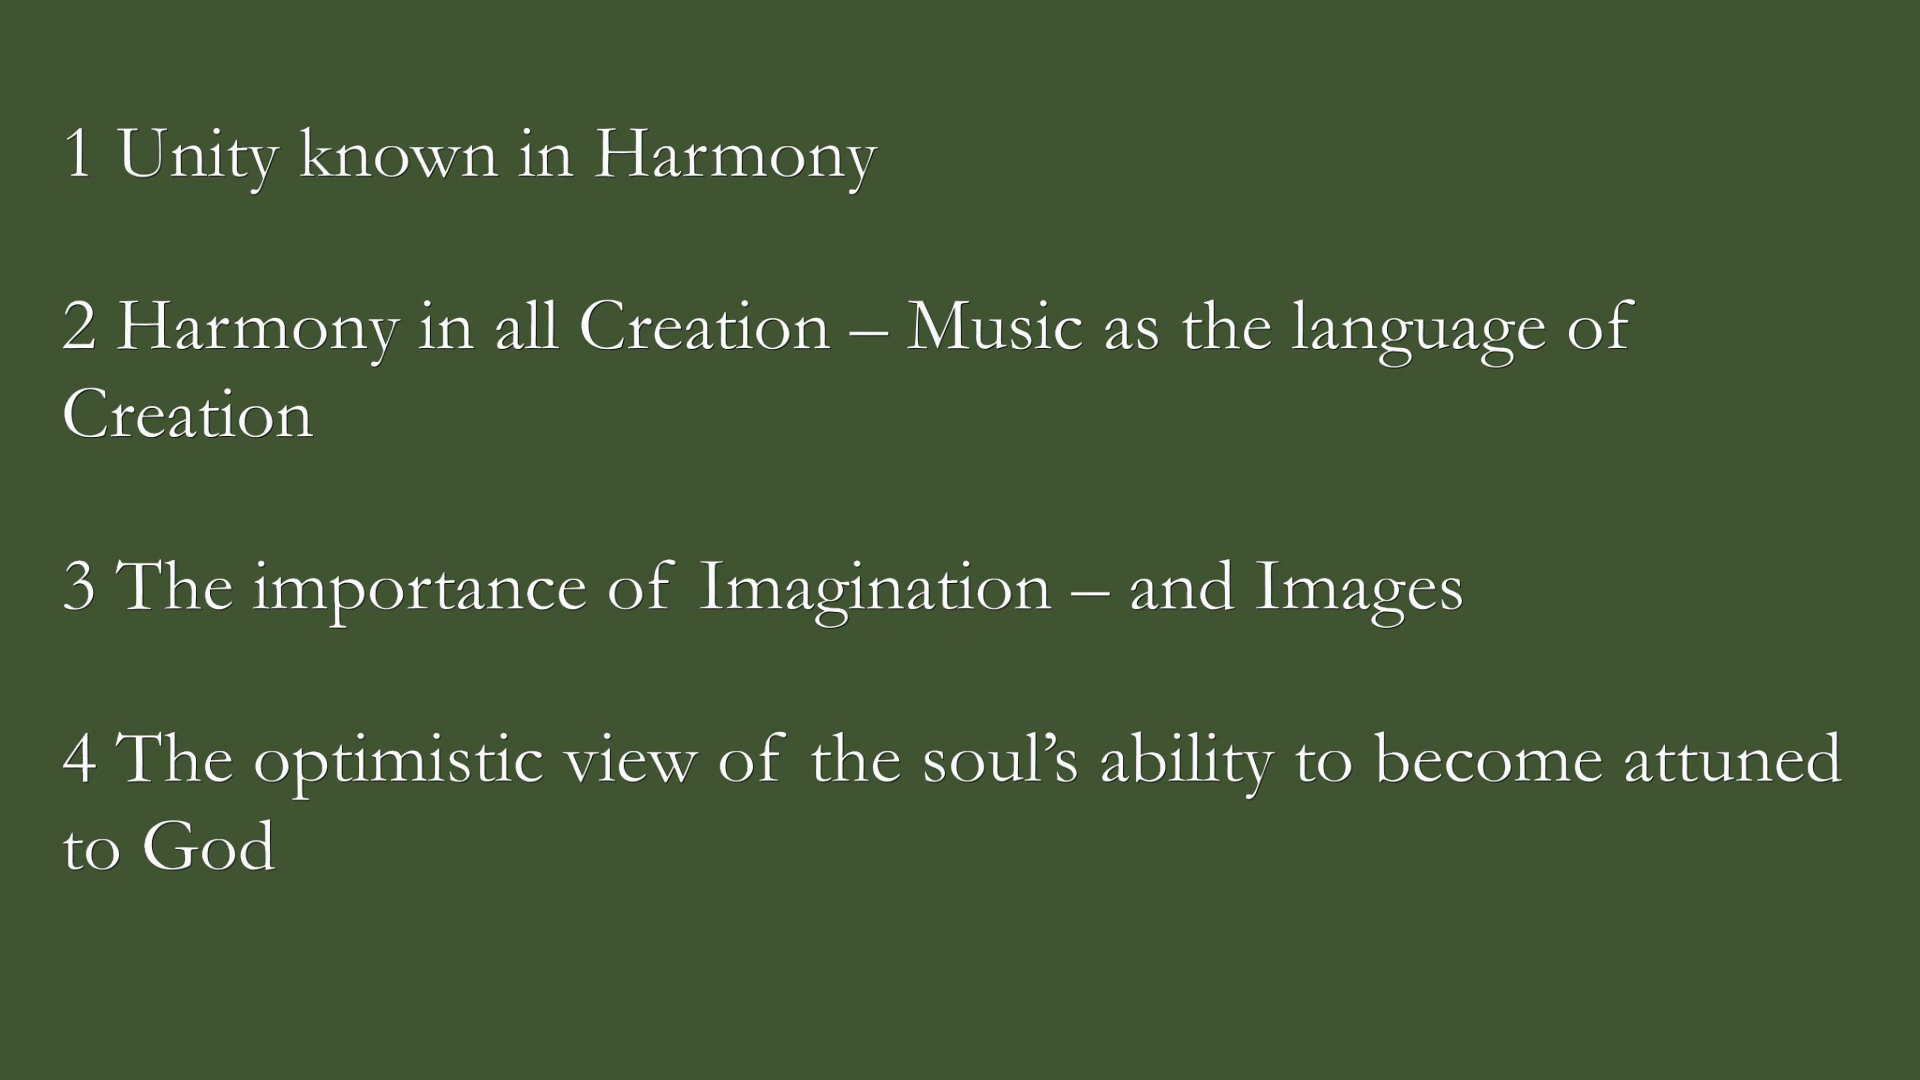 1 Unity known in Harmony
2 Harmony in all Creation – Music as the language of
Creation
3 The importance of Imagination – and Images
4 The optimistic view of the soul’s ability to become attuned
to God